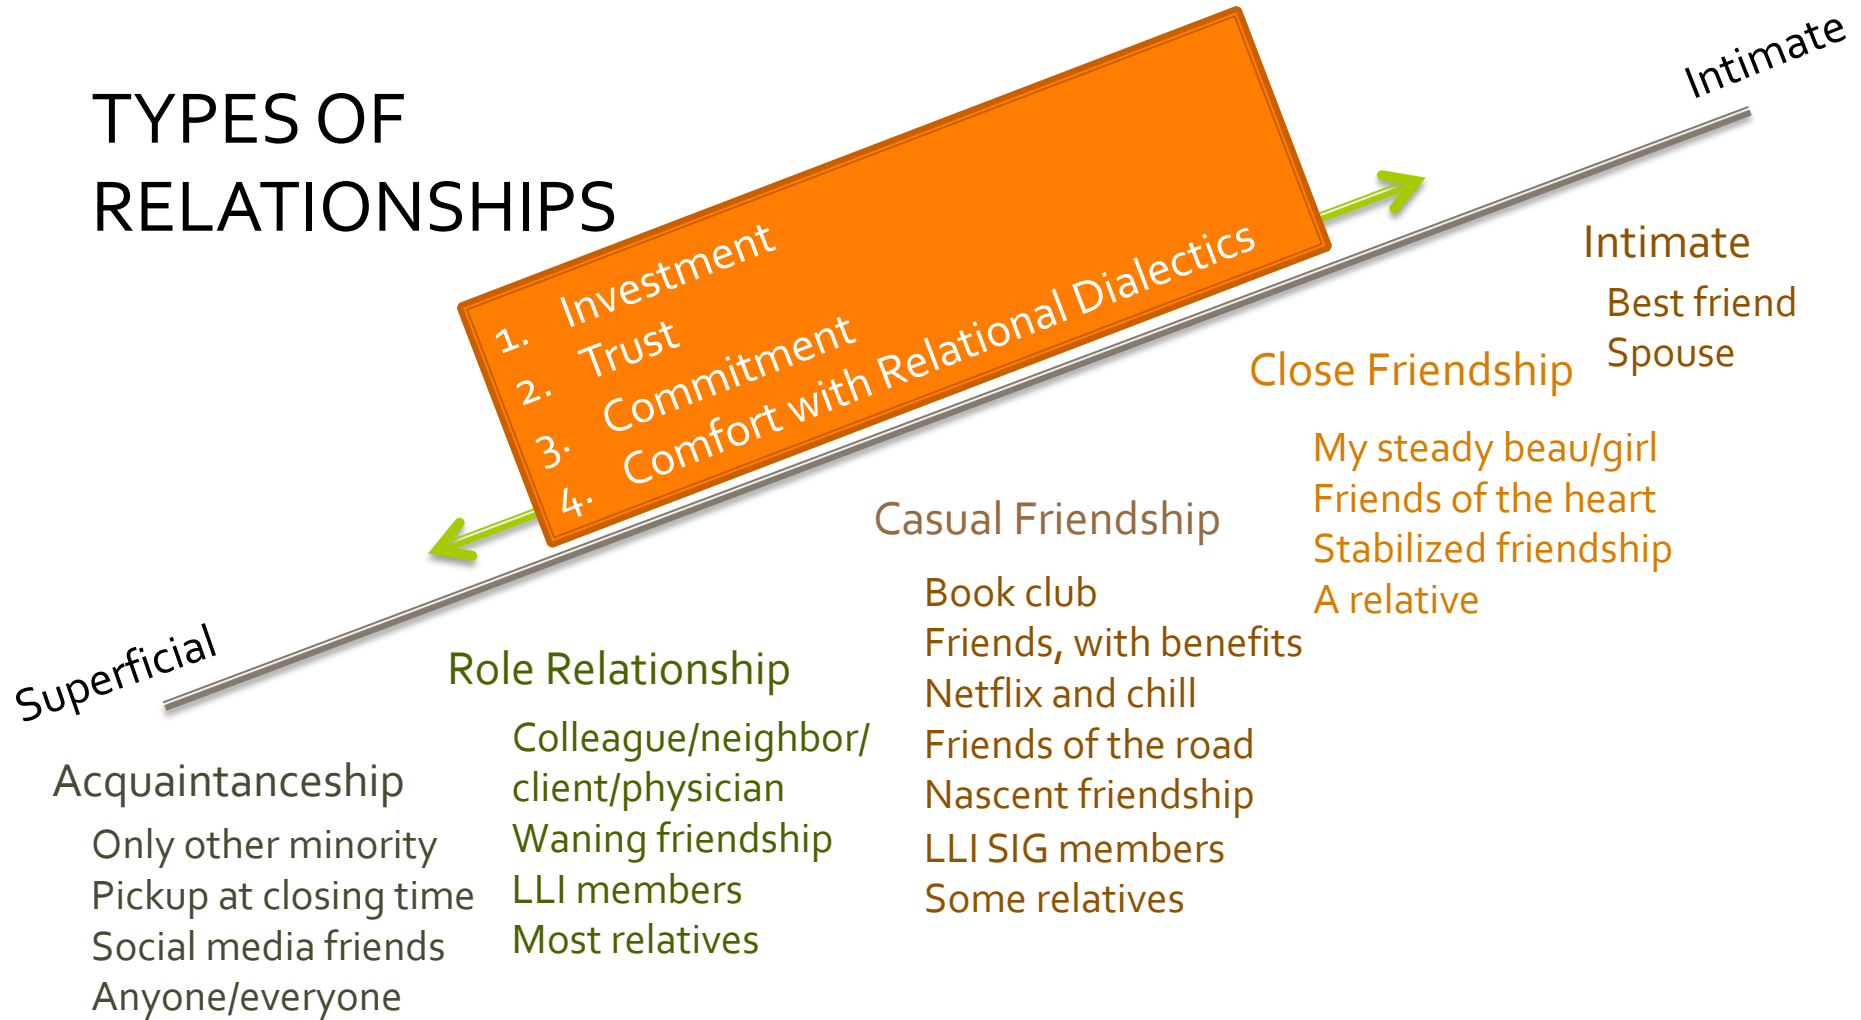 TYPES OF
RELATIONSHIPS
1. Investment
2. Trust
3. Commitment
4. Comfort with Relational Dialectics
Superficial
Intimate
Acquaintanceship
Only other minority
Pickup at closing time
Social media friends
Anyone/everyone
Role Relationship
Colleague/neighbor/
client/physician
Waning friendship
LLI members
Most relatives
Casual Friendship
Book club
Friends, with benefits
Netflix and chill
Friends of the road
Nascent friendship
LLI SIG members
Some relatives
Close Friendship
My steady beau/girl
Friends of the heart
Stabilized friendship
A relative
Intimate
Best friend
Spouse